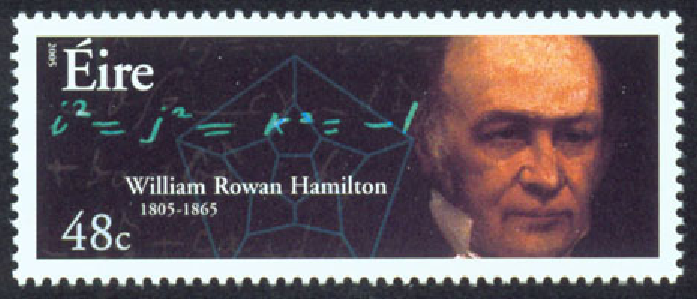 2005
Éire
i² = j² = k² = -1
William Rowan Hamilton
1805-1865
48c